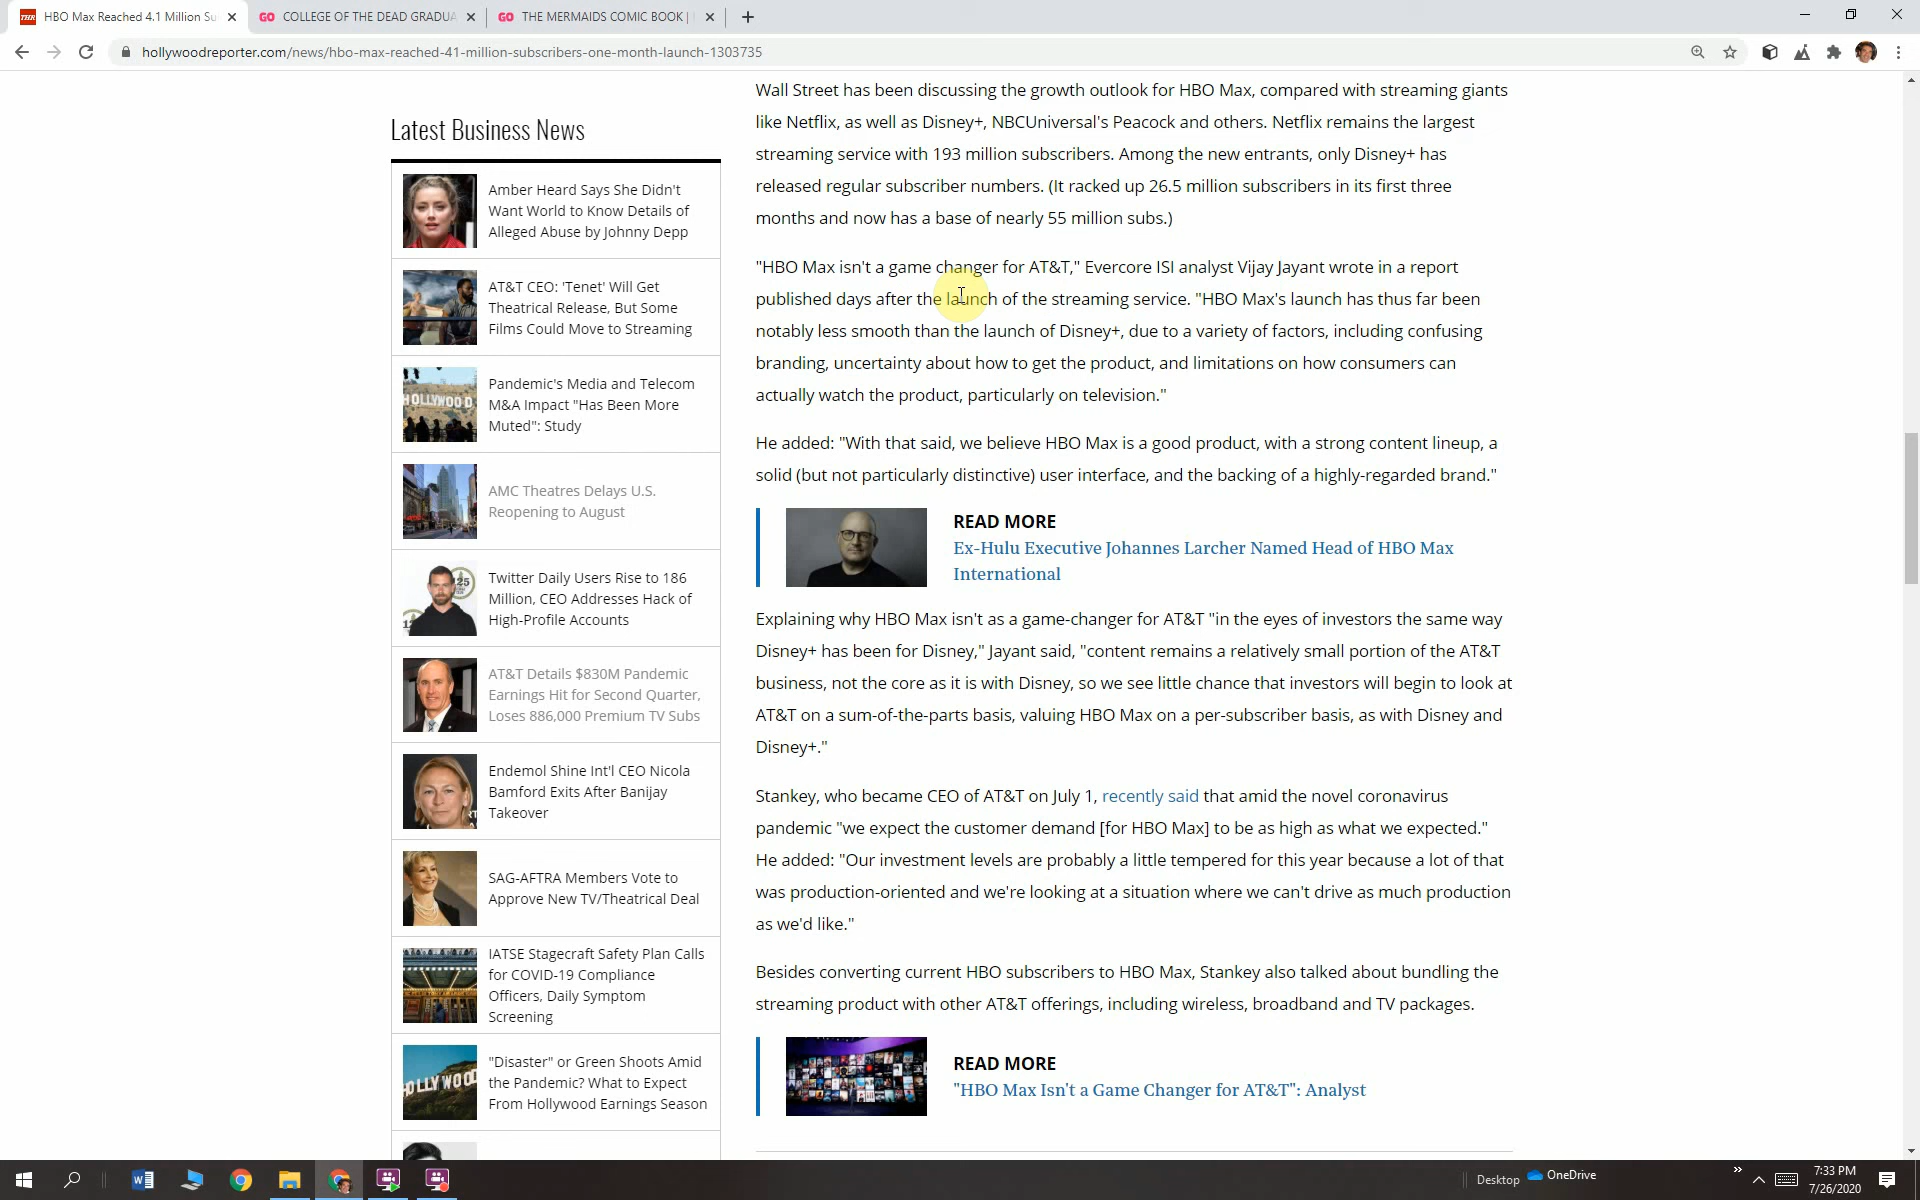 HBO Max Reached 4.1 Million Su
COLLEGE OF THE DEAD GRADUA
THE MERMAIDS COMIC BOOK |
hollywoodreporter.com/news/hbo-max-reached-41-million-subscribers-one-month-launch-1303735
Latest Business News
Amber Heard Says She Didn't
Want World to Know Details of
Alleged Abuse by Johnny Depp
AT&T CEO: 'Tenet' Will Get
Theatrical Release, But Some
Films Could Move to Streaming
Pandemic's Media and Telecom
M&A Impact "Has Been More
Muted": Study
AMC Theatres Delays U.S.
Reopening to August
Twitter Daily Users Rise to 186
Million, CEO Addresses Hack of
High-Profile Accounts
AT&T Details $830M Pandemic
Earnings Hit for Second Quarter,
Loses 886,000 Premium TV Subs
Endemol Shine Int'l CEO Nicola
Bamford Exits After Banijay
Takeover
SAG-AFTRA Members Vote to
Approve New TV/Theatrical Deal
IATSE Stagecraft Safety Plan Calls
for COVID-19 Compliance
Officers, Daily Symptom
Screening
"Disaster" or Green Shoots Amid
the Pandemic? What to Expect
From Hollywood Earnings Season
Wall Street has been discussing the growth outlook for HBO Max, compared with streaming giants
like Netflix, as well as Disney+, NBCUniversal's Peacock and others. Netflix remains the largest
streaming service with 193 million subscribers. Among the new entrants, only Disney+ has
released regular subscriber numbers. (It racked up 26.5 million subscribers in its first three
months and now has a base of nearly 55 million subs.)
"HBO Max isn't a game changer for AT&T," Evercore ISI analyst Vijay Jayant wrote in a report
published days after the launch of the streaming service. "HBO Max's launch has thus far been
notably less smooth than the launch of Disney+, due to a variety of factors, including confusing
branding, uncertainty about how to get the product, and limitations on how consumers can
actually watch the product, particularly on television."
He added: "With that said, we believe HBO Max is a good product, with a strong content lineup, a
solid (but not particularly distinctive) user interface, and the backing of a highly-regarded brand."
READ MORE
Ex-Hulu Executive Johannes Larcher Named Head of HBO Max
International
Explaining why HBO Max isn't as a game-changer for AT&T "in the eyes of investors the same way
Disney+ has been for Disney," Jayant said, "content remains a relatively small portion of the AT&T
business, not the core as it is with Disney, so we see little chance that investors will begin to look at
AT&T on a sum-of-the-parts basis, valuing HBO Max on a per-subscriber basis, as with Disney and
Disney+."
Stankey, who became CEO of AT&T on July 1, recently said that amid the novel coronavirus
pandemic "we expect the customer demand [for HBO Max] to be as high as what we expected."
He added: "Our investment levels are probably a little tempered for this year because a lot of that
was production-oriented and we're looking at a situation where we can't drive as much production
as we'd like."
Besides converting current HBO subscribers to HBO Max, Stankey also talked about bundling the
streaming product with other AT&T offerings, including wireless, broadband and TV packages.
READ MORE
"HBO Max Isn't a Game Changer for AT&T": Analyst
Desktop
OneDrive
7:33 PM
7/26/2020